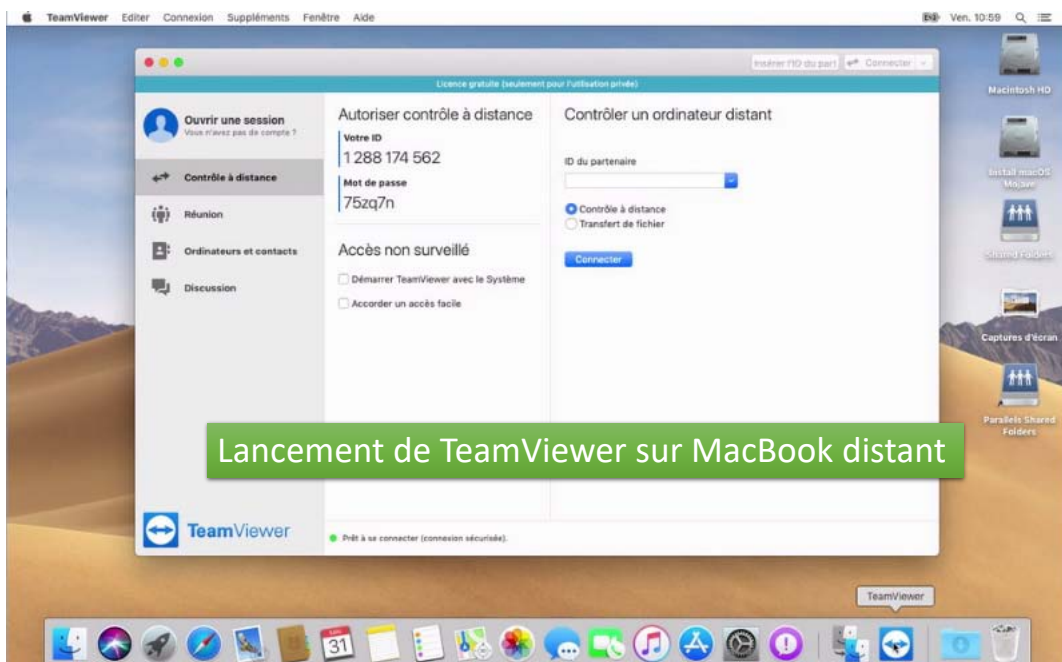 TeamViewer Editer Connexion Suppléments Fenêtre Aide
Ven. 10:59
Insérer l'ID du part
Connecter
Licence gratuite (seulement pour l'utilisation privée)
Ouvrir une session
Vous n'avez pas de compte ?
Contrôle à distance
Réunion
Ordinateurs et contacts
Discussion
TeamViewer
Autoriser contrôle à distance
Votre ID
1 288 174 562
Mot de passe
75zq7n
Accès non surveillé
Démarrer TeamViewer avec le Système
Accorder un accès facile
Contrôler un ordinateur distant
ID du partenaire
Contrôle à distance
Transfert de fichier
Connecter
Prêt à se connecter (connexion sécurisée).
Macintosh HD
Install macOS
Mojave
Shared Folders
Captures d'écran
Parallels Shared
Folders
Lancement de TeamViewer sur MacBook distant
TeamViewer
31